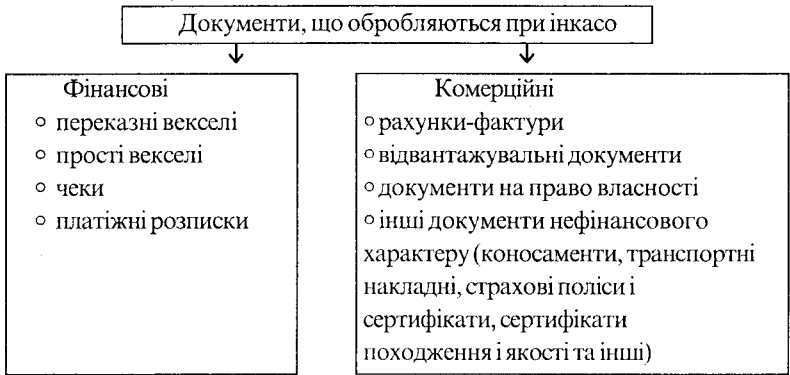 Документи, що обробляються при інкасо
Фінансові
○ переказні векселі
○ прості векселі
○ чеки
○ платіжні розписки
Комерційні
○ рахунки-фактури
○ відвантажувальні документи
○ документи на право власності
○ інші документи нефінансового
характеру (коносаменти, транспортні
накладні, страхові поліси і
сертифікати, сертифікати
походження і якості та інші)